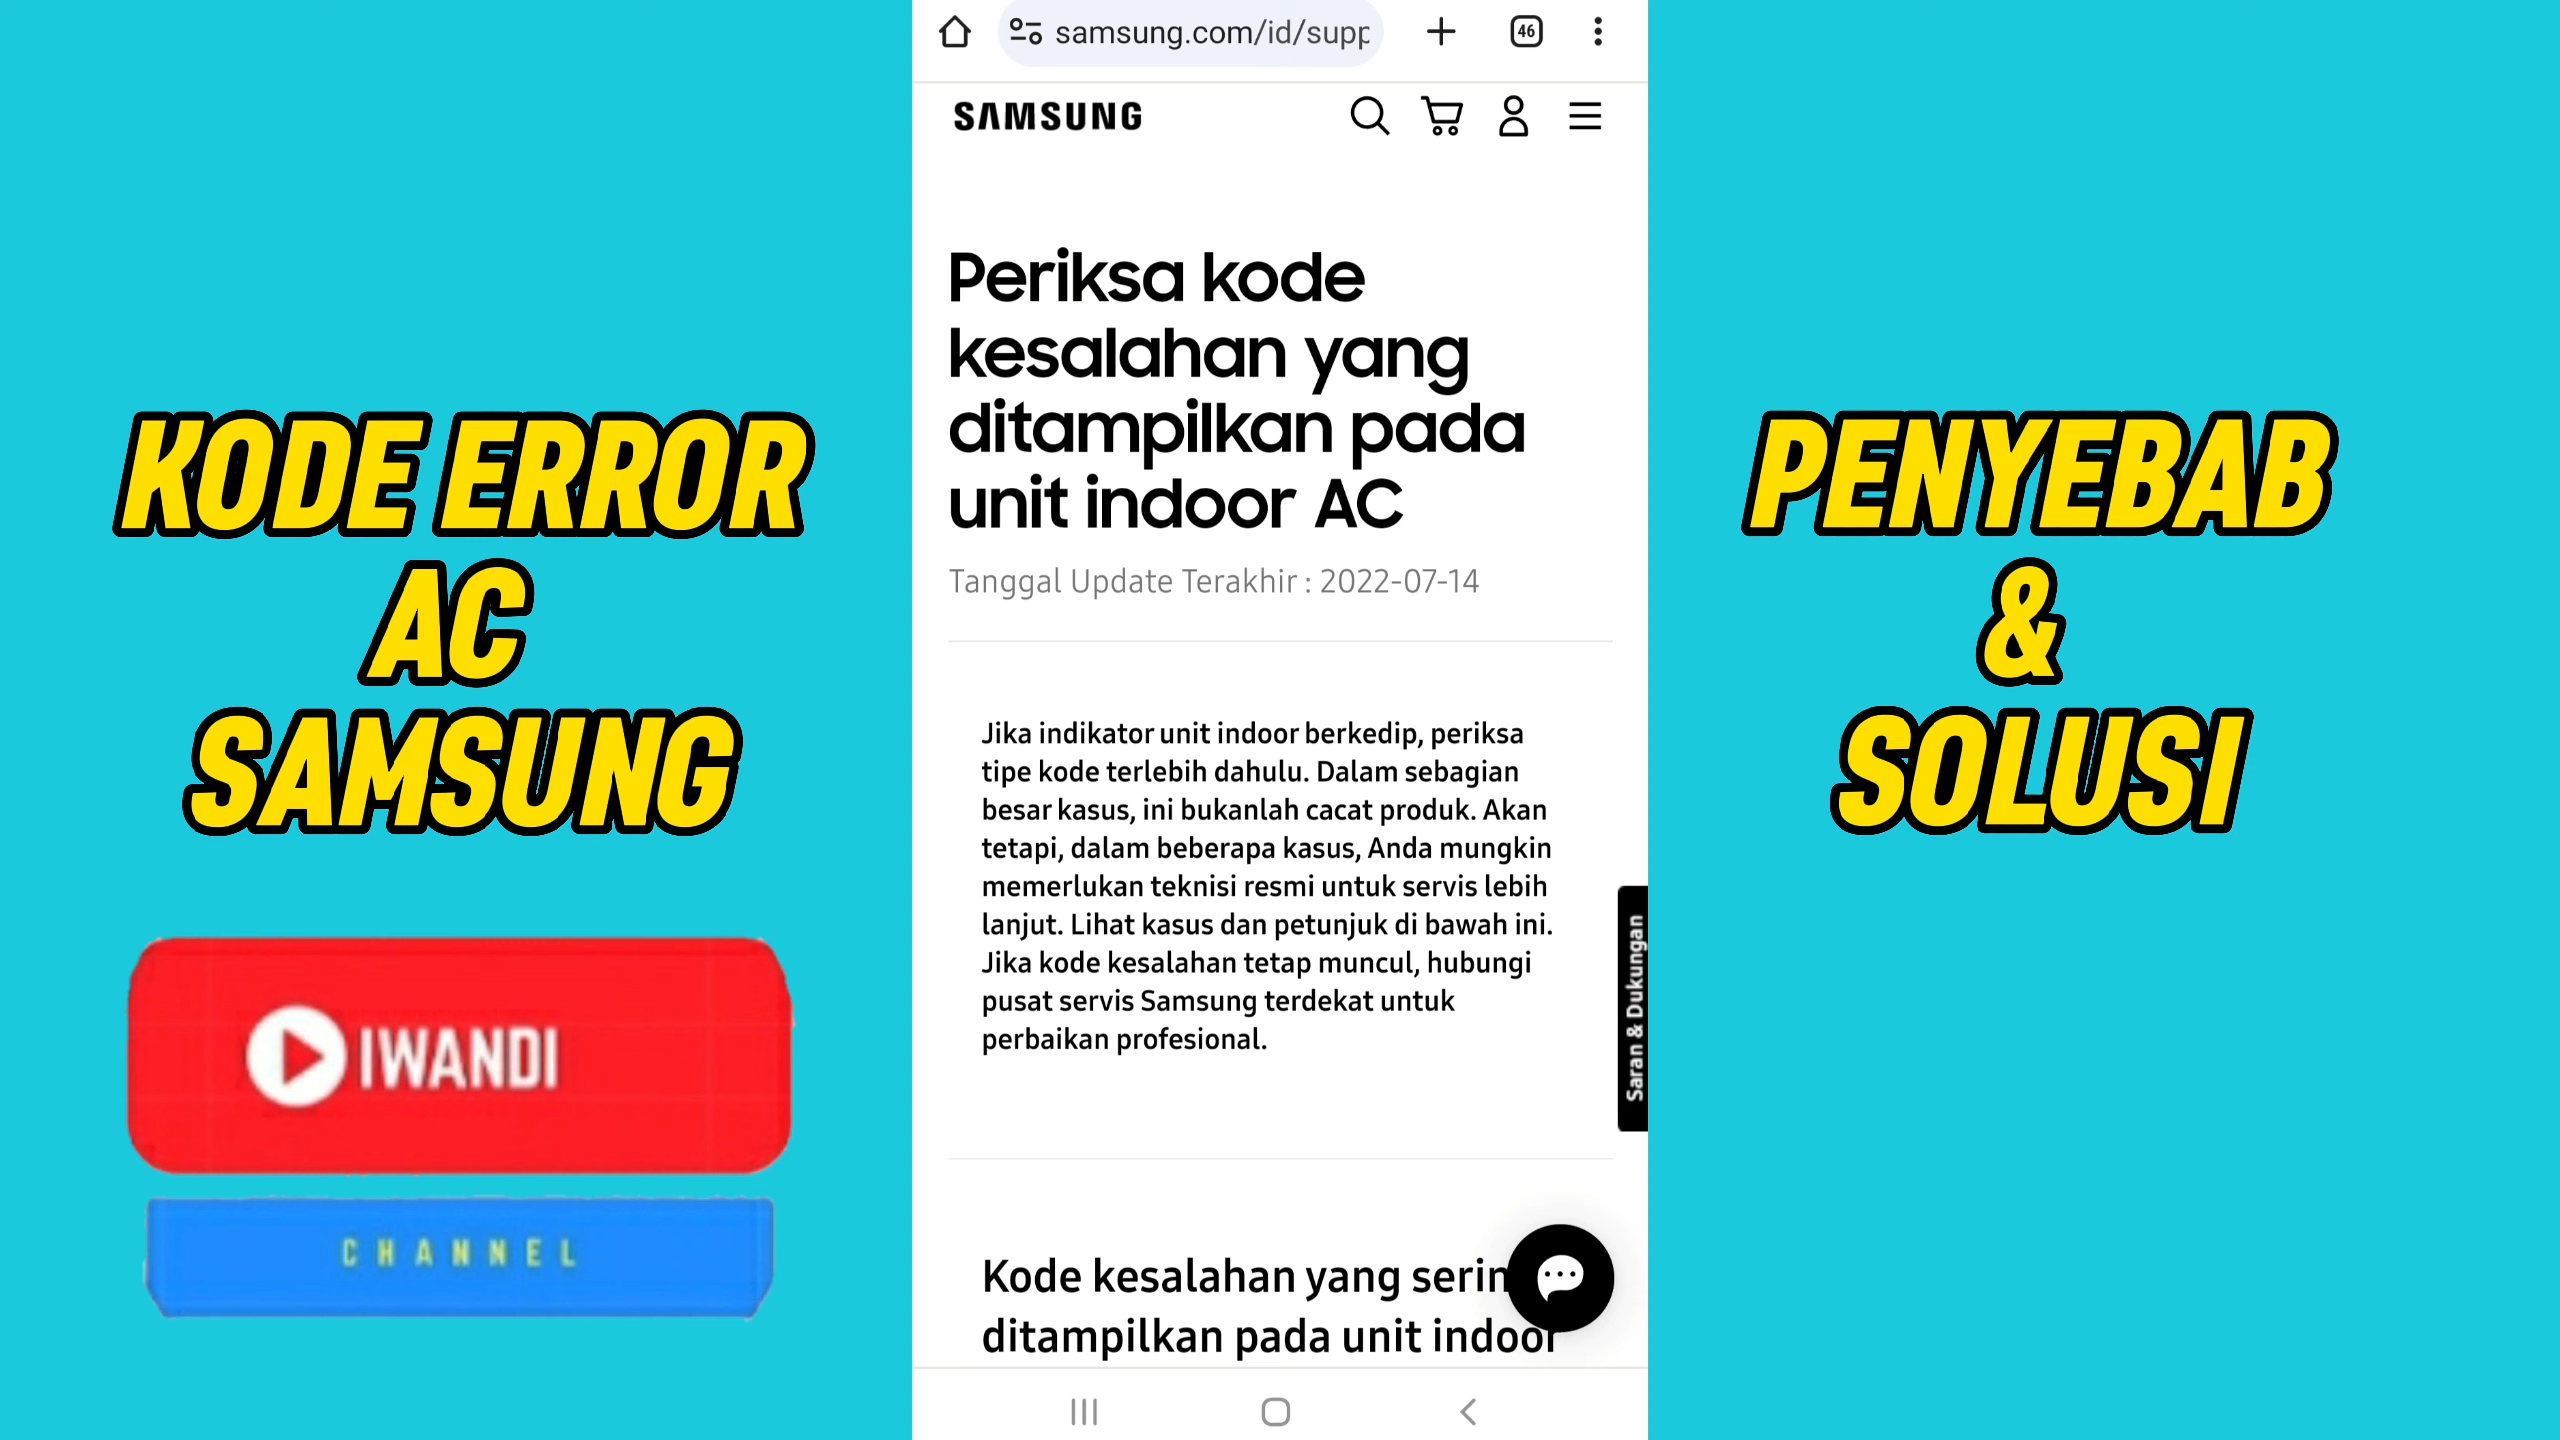 KODE ERROR
AC
SAMSUNG
IWANDI
CHANNEL
samsung.com/id/supp
46
SAMSUNG
Periksa kode
kesalahan yang
ditampilkan pada
unit indoor AC
Tanggal Update Terakhir : 2022-07-14
Jika indikator unit indoor berkedip, periksa
tipe kode terlebih dahulu. Dalam sebagian
besar kasus, ini bukanlah cacat produk. Akan
tetapi, dalam beberapa kasus, Anda mungkin
memerlukan teknisi resmi untuk servis lebih
lanjut. Lihat kasus dan petunjuk di bawah ini.
Jika kode kesalahan tetap muncul, hubungi
pusat servis Samsung terdekat untuk
perbaikan profesional.
Saran & Dukungan
Kode kesalahan yang serin
ditampilkan pada unit indoor
PENYEBAB
&
SOLUSI